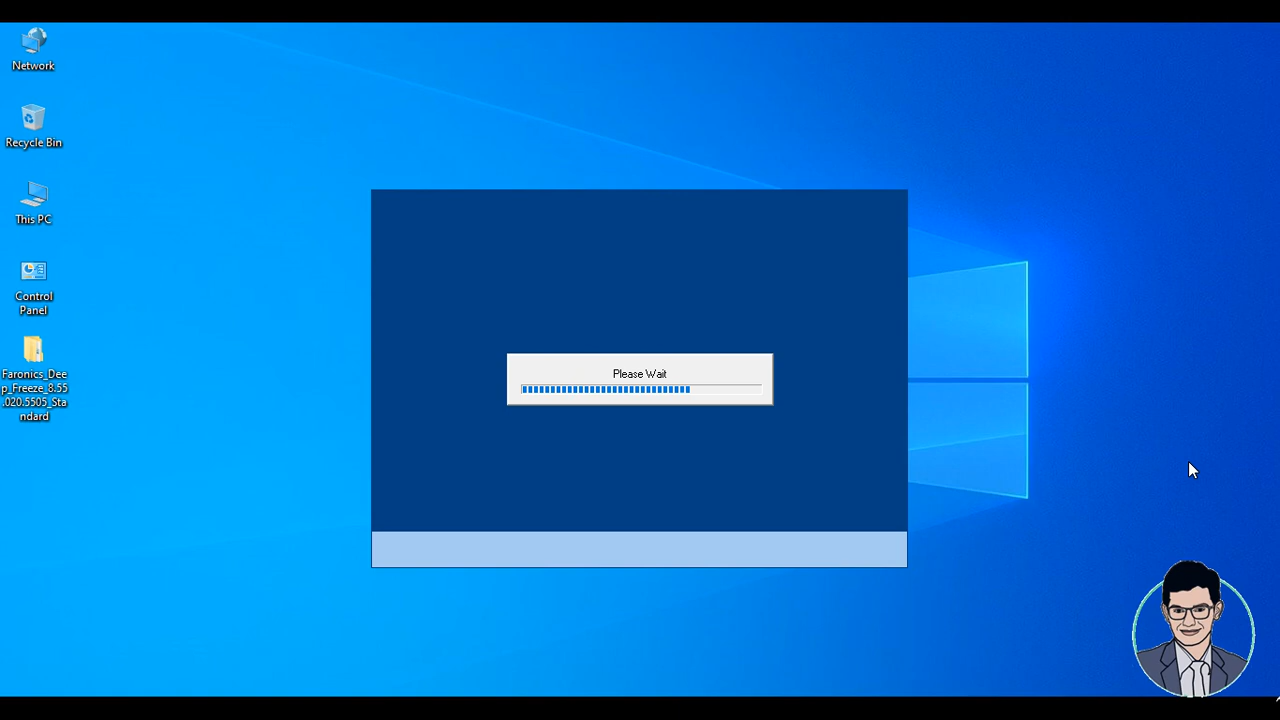 Network
Recycle Bin
This PC
Control
Panel
Faronics_Dee
p_Freeze_8.55
.020.5505_Sta
ndard
Please Wait